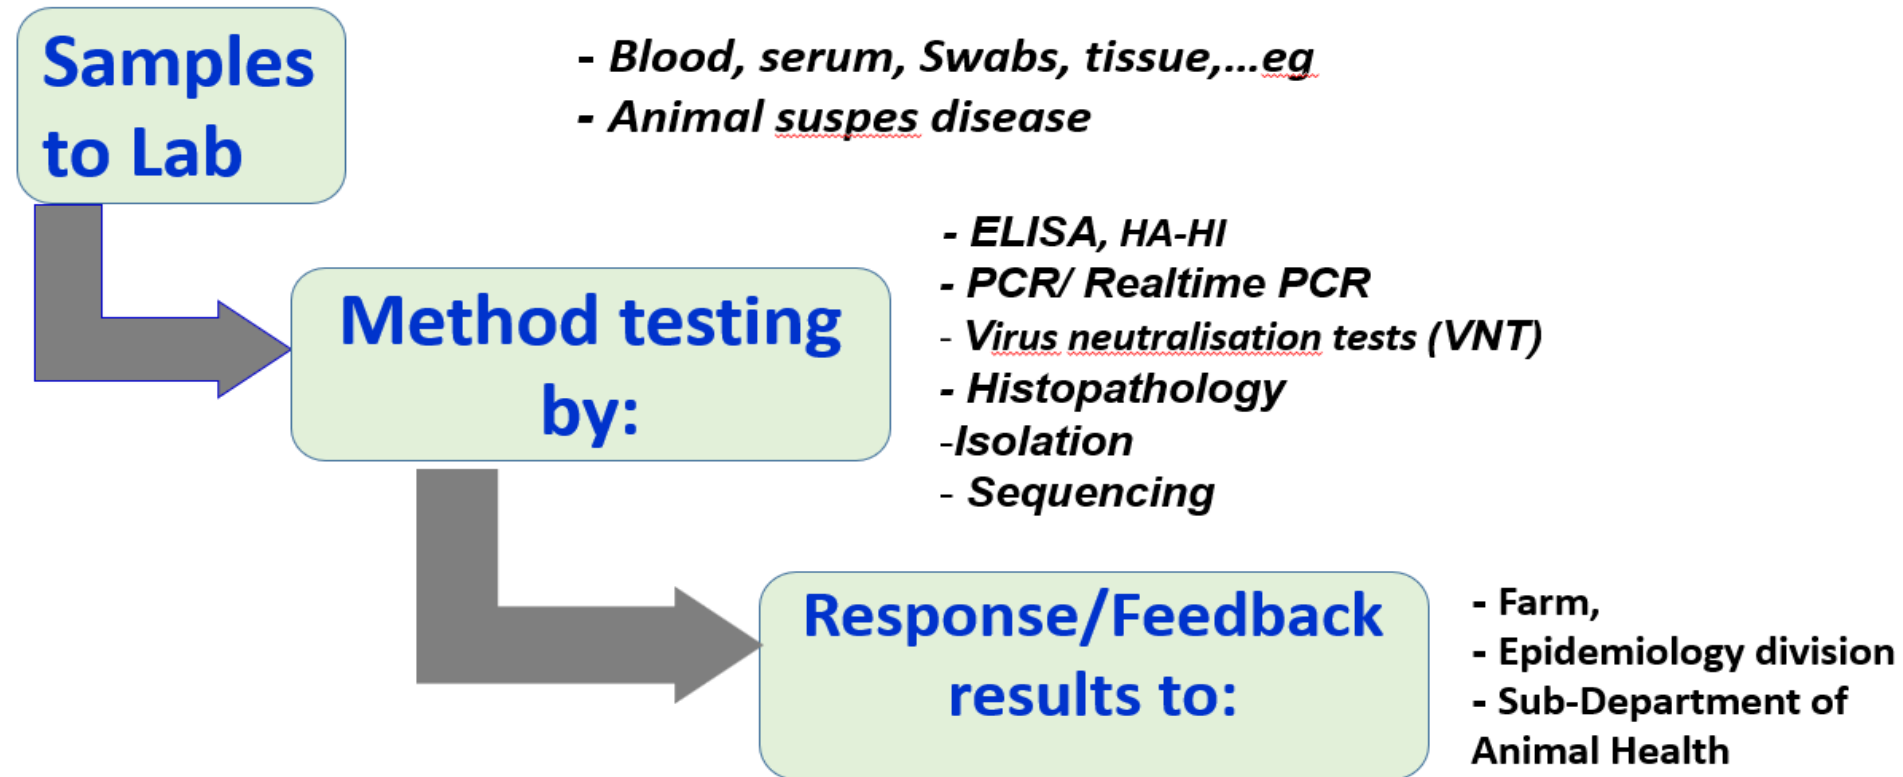 Samples
to Lab
- Blood, serum, Swabs, tissue,...eg
- Animal suspes disease
Method testing
by:
- ELISA, HA-HI
- PCR/ Realtime PCR
- Virus neutralisation tests (VNT)
- Histopathology
-Isolation
- Sequencing
Response/Feedback
results to:
- Farm,
- Epidemiology division
- Sub-Department of
Animal Health